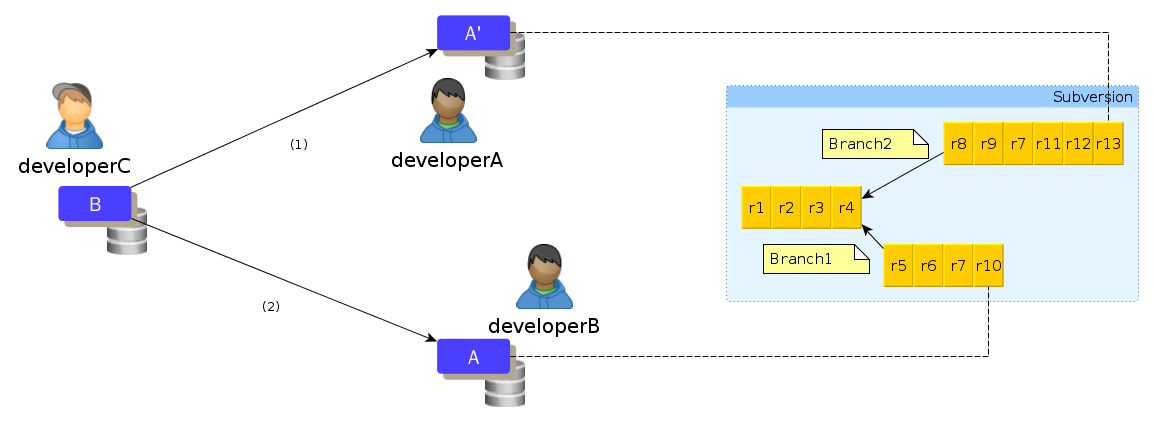 A'
Subversion
Branch2
r8 r9 r7 r11 r12 r13
(1)
developerA
developerC
B
r1 r2 r3 r4
Branch1
r5 r6 r7 r10
(2)
developerB
A